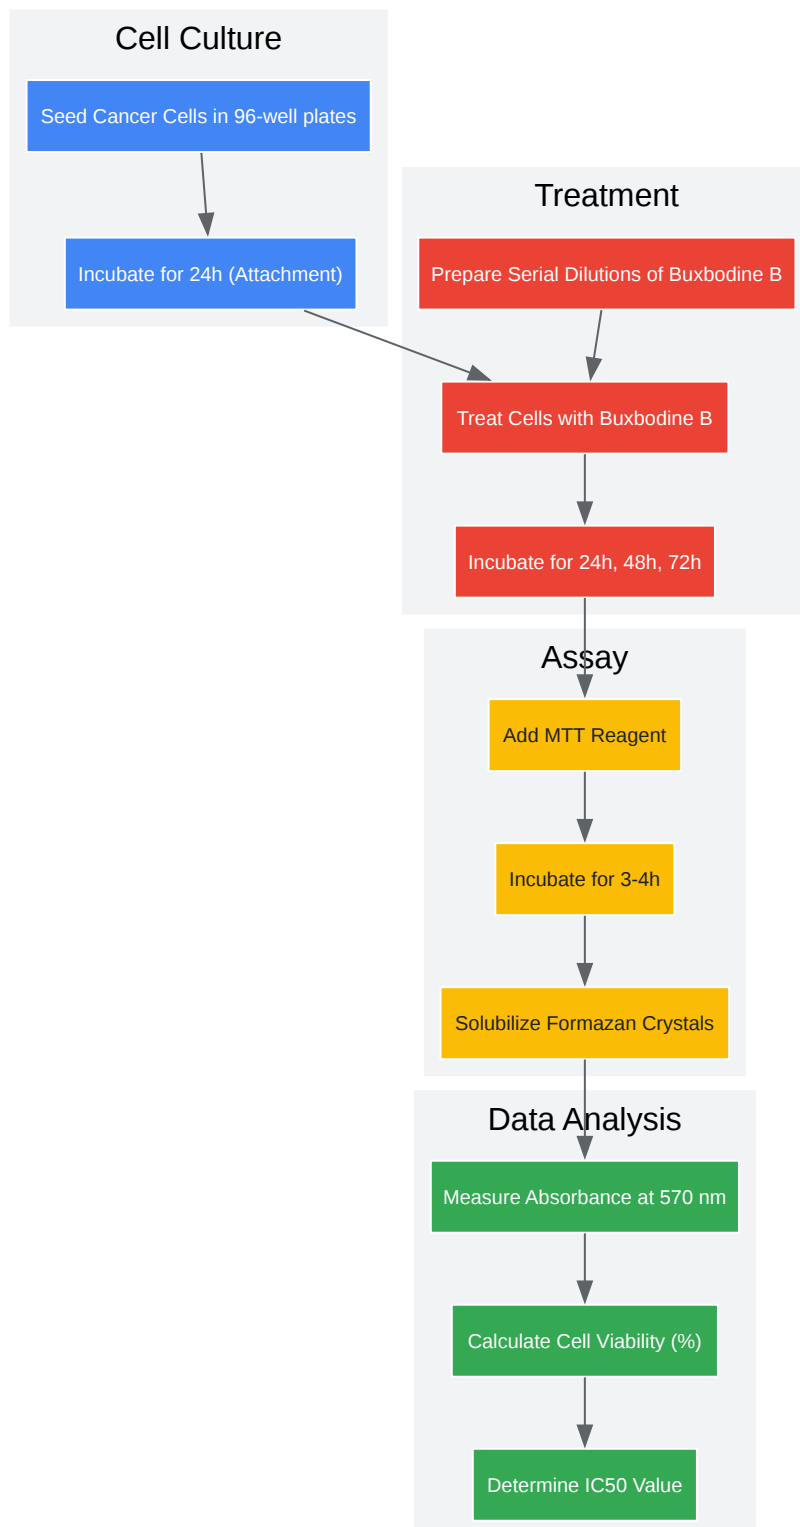 Cell Culture
Seed Cancer Cells in 96-well plates
Incubate for 24h (Attachment)
Treatment
Prepare Serial Dilutions of Buxbodine B
Treat Cells with Buxbodine B
Incubate for 24h, 48h, 72h
Assay
Add MTT Reagent
Incubate for 3-4h
Solubilize Formazan Crystals
Data Analysis
Measure Absorbance at 570 nm
Calculate Cell Viability (%)
Determine IC50 Value